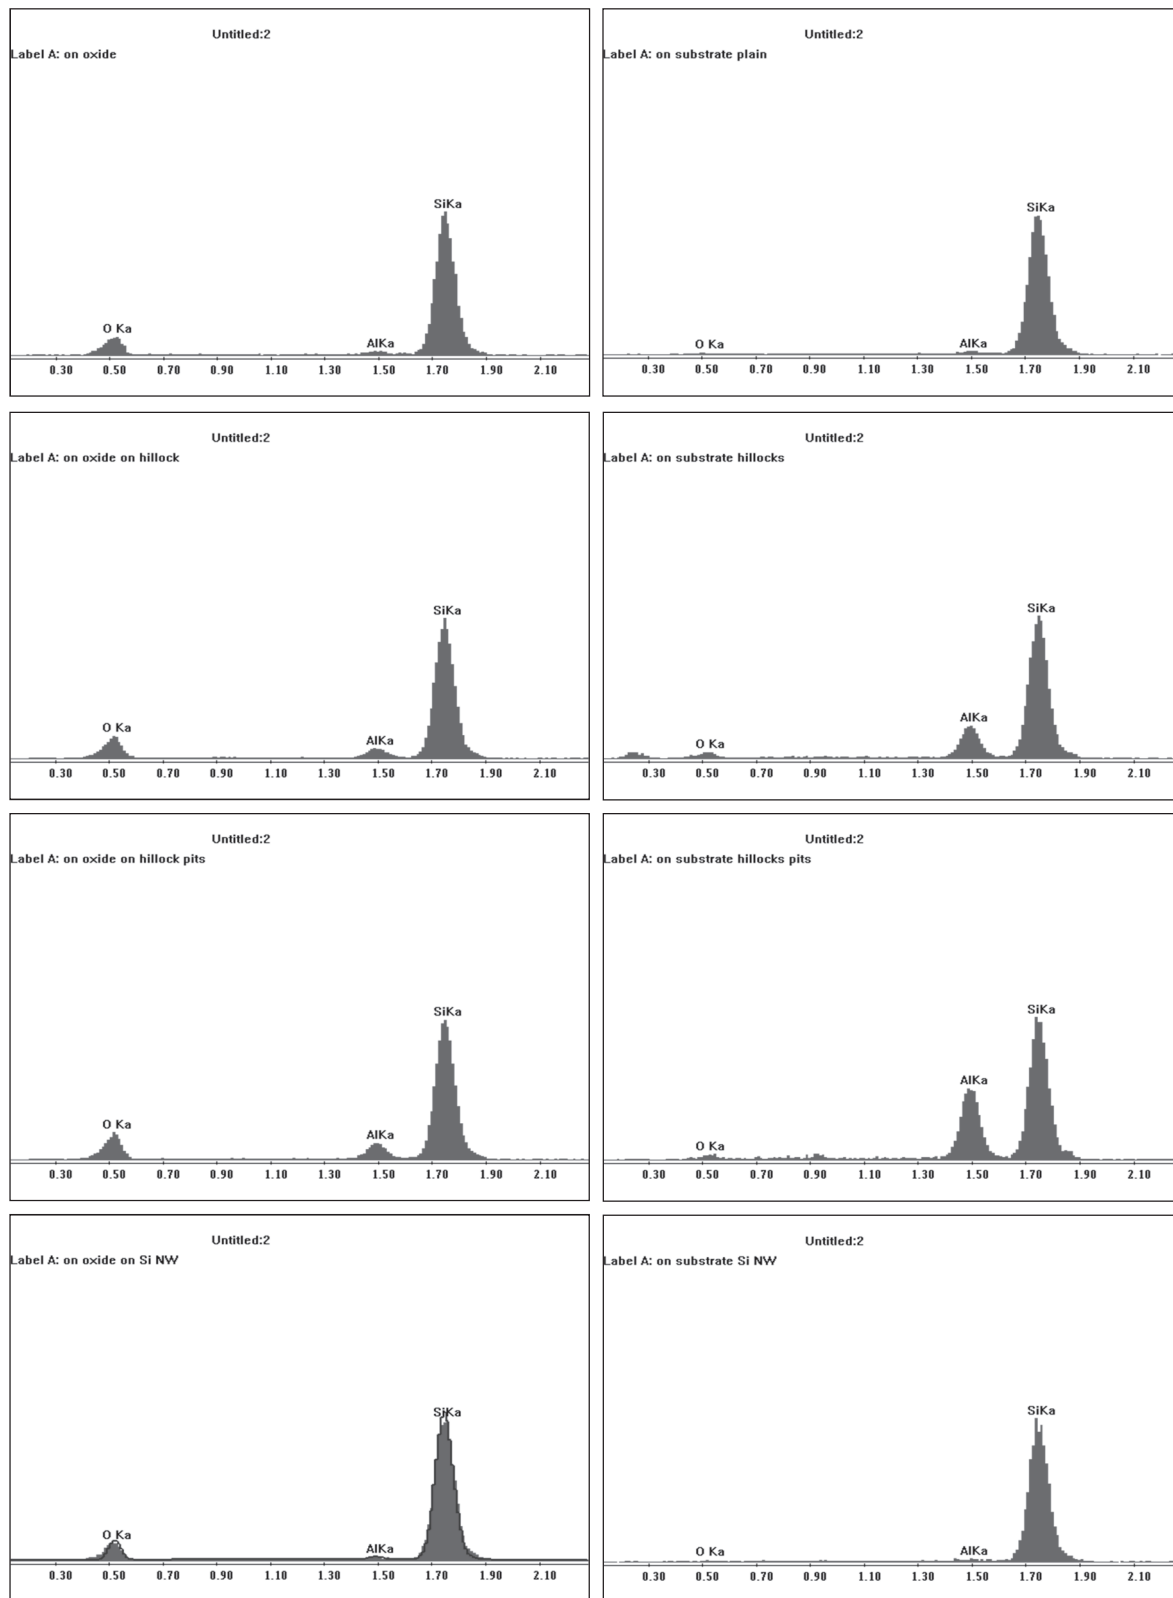 Untitled:2
Label A: on oxide
SiKa
O Ka
AlKa
0.30 0.50 0.70 0.90 1.10 1.30 1.50 1.70 1.90 2.10
Untitled:2
Label A: on substrate plain
SiKa
O Ka
AlKa
0.30 0.50 0.70 0.90 1.10 1.30 1.50 1.70 1.90 2.10
Untitled:2
Label A: on oxide on hillock
SiKa
O Ka
AlKa
0.30 0.50 0.70 0.90 1.10 1.30 1.50 1.70 1.90 2.10
Untitled:2
Label A: on substrate hillocks
SiKa
AlKa
O Ka
0.30 0.50 0.70 0.90 1.10 1.30 1.50 1.70 1.90 2.10
Untitled:2
Label A: on oxide on hillock pits
SiKa
O Ka
AlKa
0.30 0.50 0.70 0.90 1.10 1.30 1.50 1.70 1.90 2.10
Untitled:2
Label A: on substrate hillocks pits
SiKa
AlKa
O Ka
0.30 0.50 0.70 0.90 1.10 1.30 1.50 1.70 1.90 2.10
Untitled:2
Label A: on oxide on Si NW
SiKa
O Ka
AlKa
0.30 0.50 0.70 0.90 1.10 1.30 1.50 1.70 1.90 2.10
Untitled:2
Label A: on substrate Si NW
SiKa
O Ka
AlKa
0.30 0.50 0.70 0.90 1.10 1.30 1.50 1.70 1.90 2.10